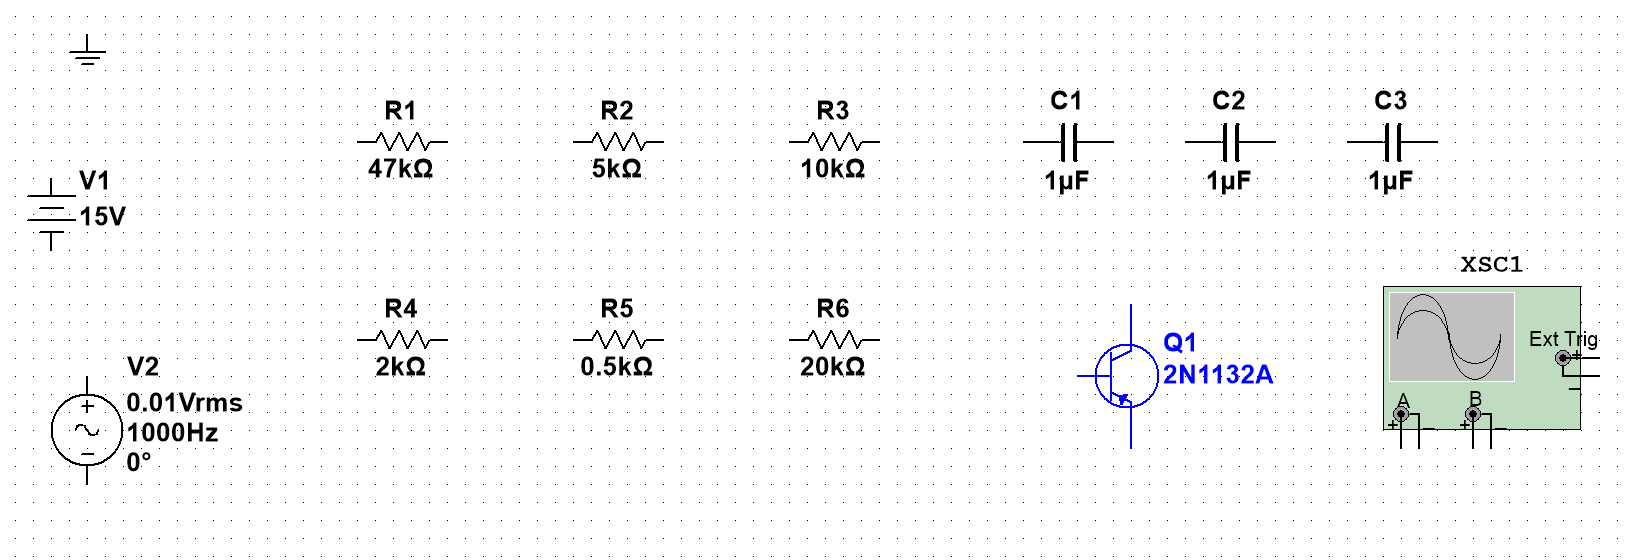 R1
47kΩ
R2
5kΩ
R3
10kΩ
C1
1µF
C2
1µF
C3
1µF
V1
15V
XSC1
Ext Trig
+
_
A
B
+
_
+
_
R4
2kΩ
R5
0.5kΩ
R6
20kΩ
Q1
2N1132A
V2
0.01Vrms
1000Hz
0°